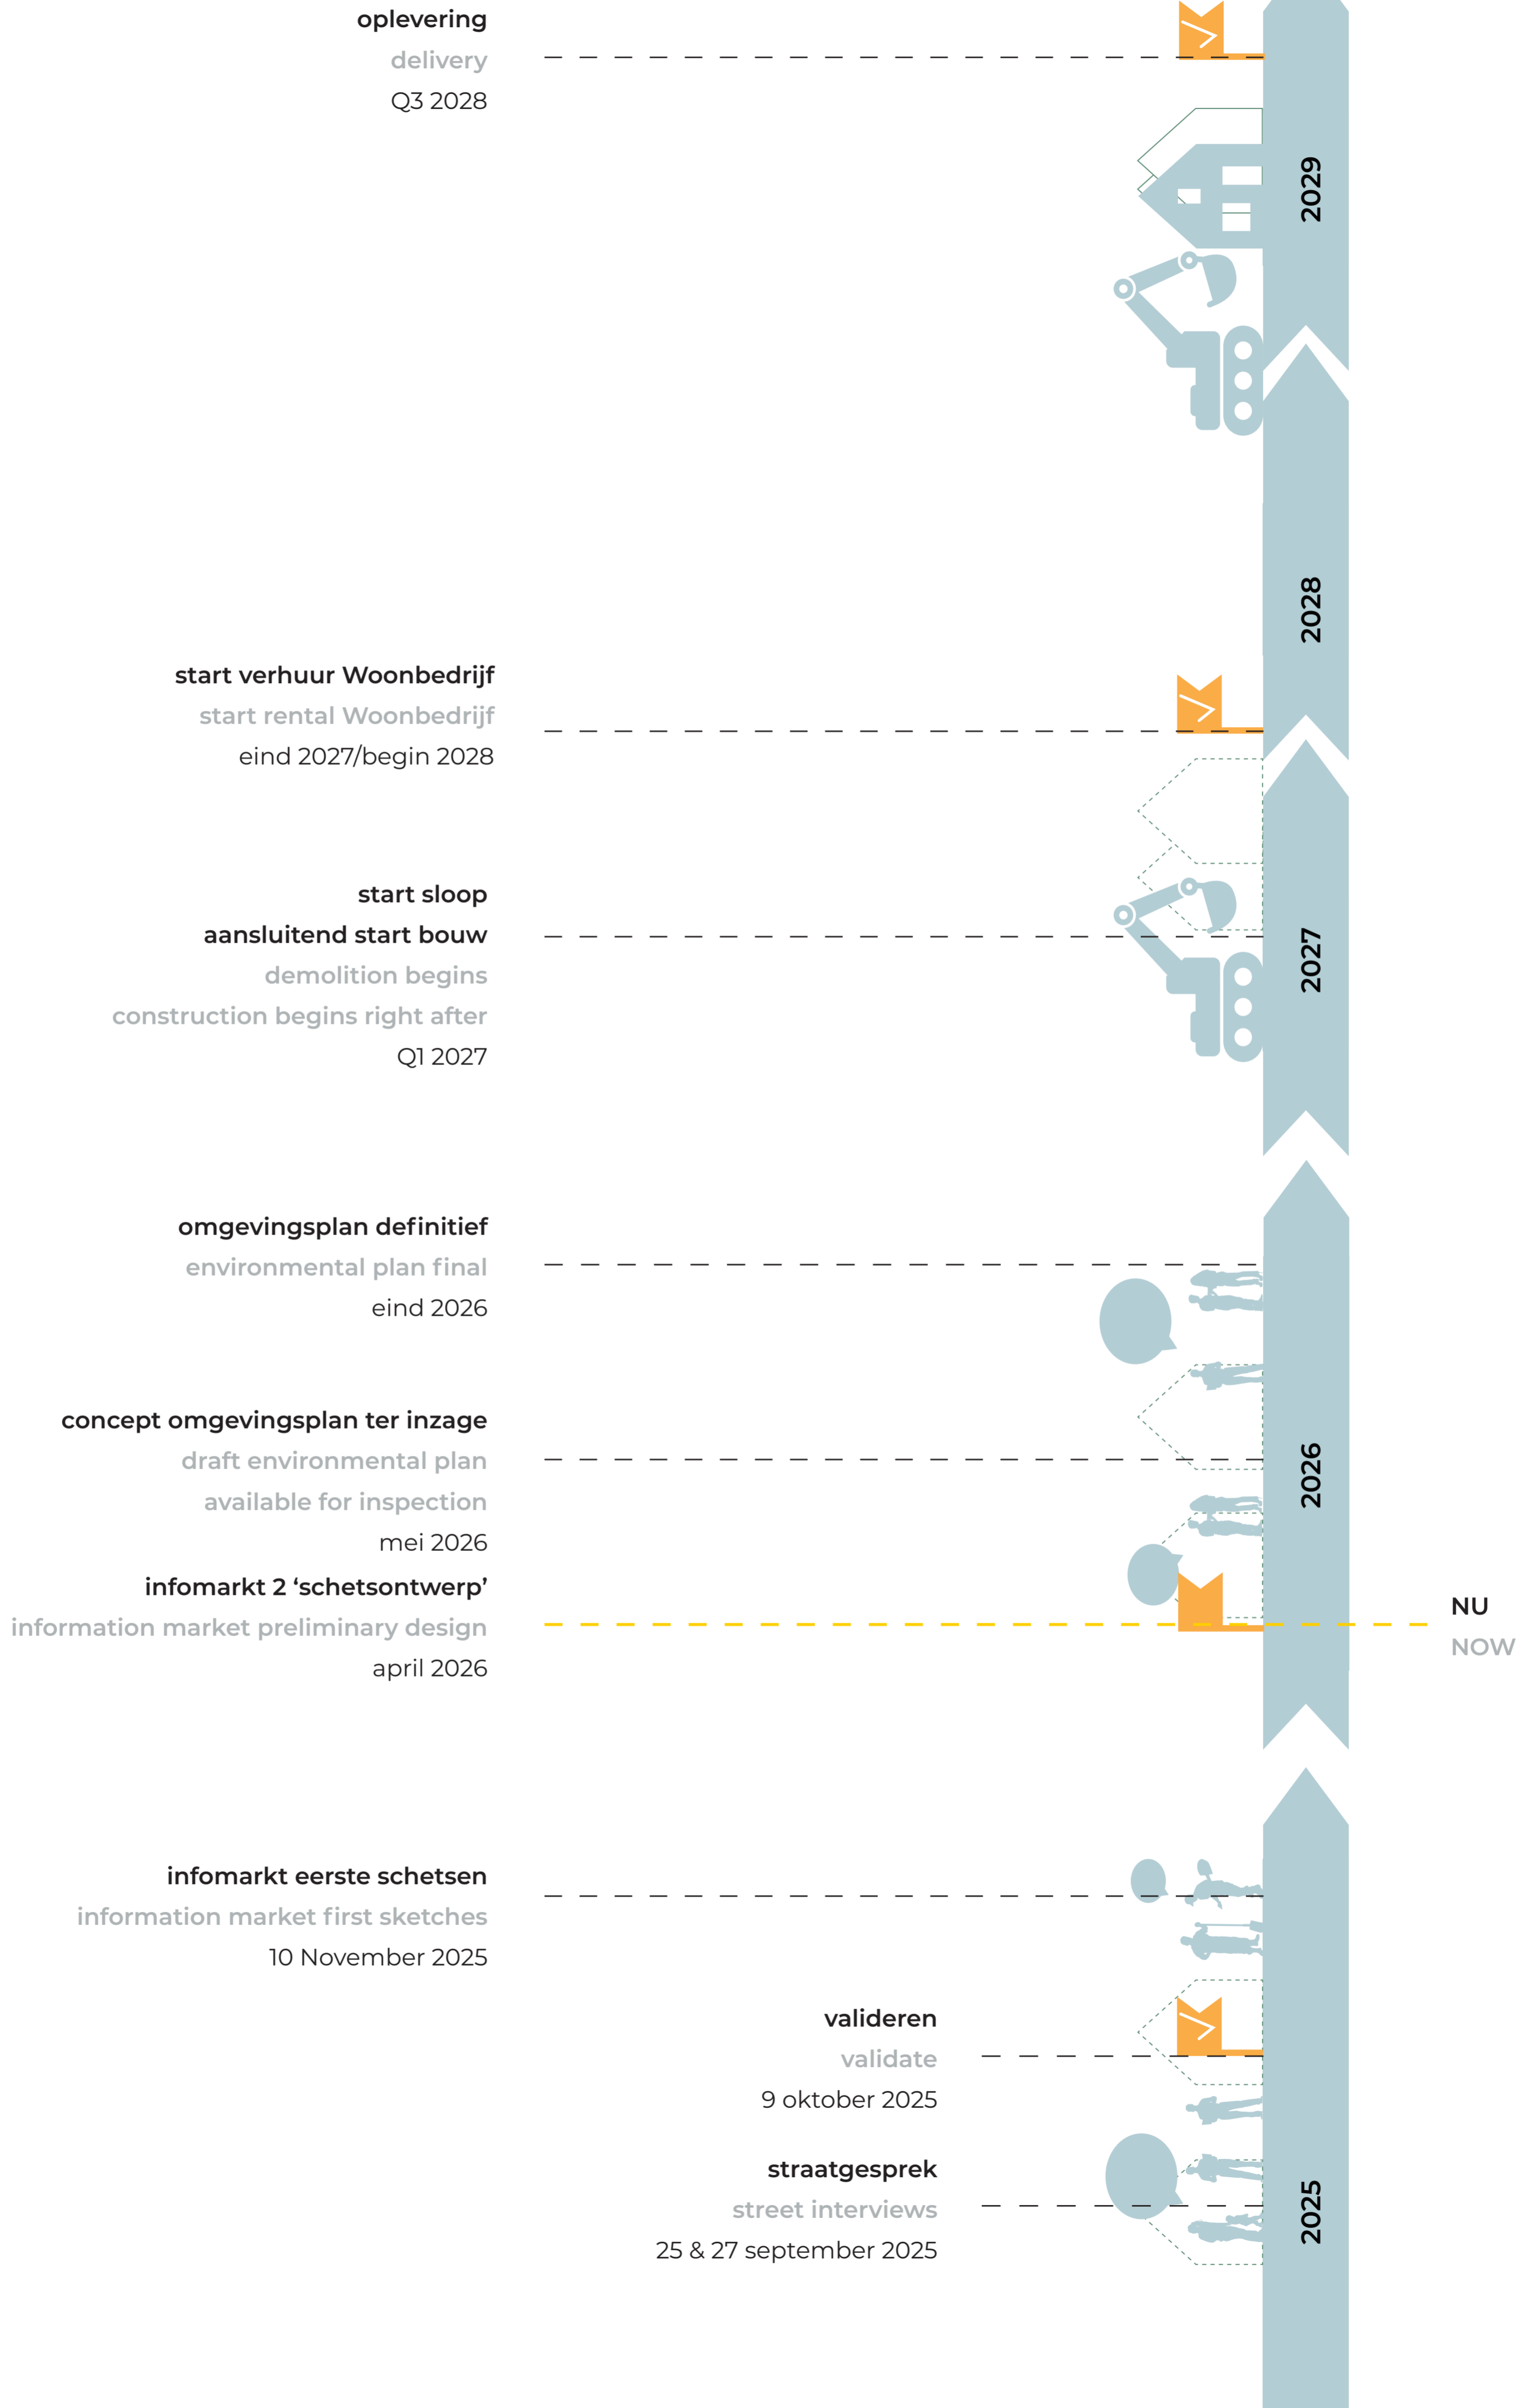 oplevering
delivery
Q3 2028
2029
2028
start verhuur Woonbedrijf
start rental Woonbedrijf
eind 2027/begin 2028
start sloop
aansluitend start bouw
demolition begins
construction begins right after
Q1 2027
2027
omgevingsplan definitief
environmental plan final
eind 2026
concept omgevingsplan ter inzage
draft environmental plan
available for inspection
mei 2026
2026
infomarkt 2 ‘schetsontwerp’
information market preliminary design
april 2026
NU
NOW
infomarkt eerste schetsen
information market first sketches
10 November 2025
valideren
validate
9 oktober 2025
straatgesprek
street interviews
25 & 27 september 2025
2025